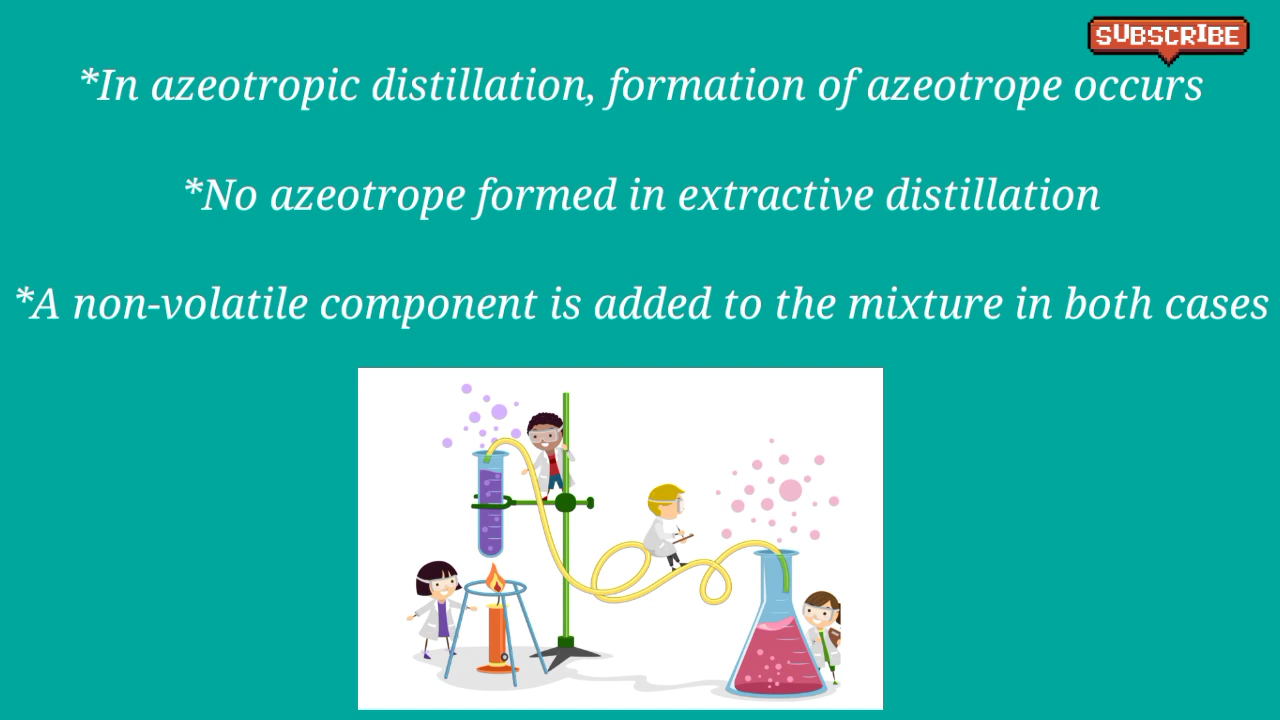 SUBSCRIBE
*In azeotropic distillation, formation of azeotrope occurs
*No azeotrope formed in extractive distillation
*A non-volatile component is added to the mixture in both cases